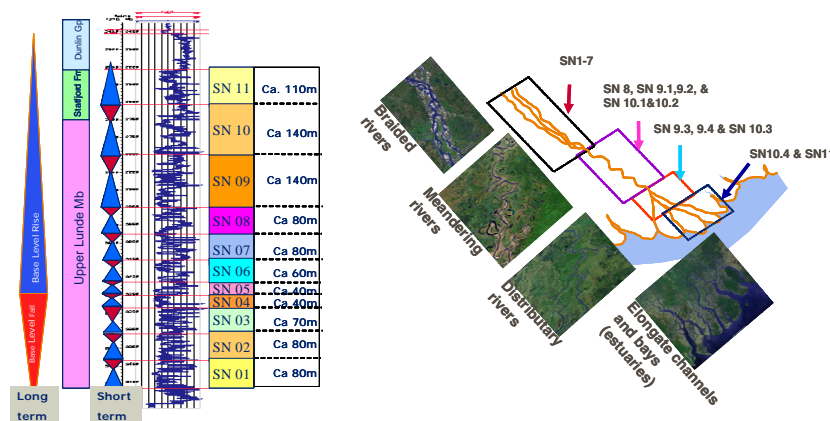 Dunlin Gp
Statfjord Fm
Upper Lunde Mb
Base Level Rise
Base Level Fall
Long
term
Short
term
SN 11
Ca. 110m
SN 10
Ca 140m
SN 09
Ca 140m
SN 08
Ca 80m
SN 07
Ca 80m
SN 06
Ca 60m
SN 05
Ca 40m
SN 04
Ca 40m
SN 03
Ca 70m
SN 02
Ca 80m
SN 01
Ca 80m
SN1-7
SN 8, SN 9.1,9.2, &
SN 10.1&10.2
SN 9.3, 9.4 & SN 10.3
SN10.4 & SN11
Braided
rivers
Meandering
rivers
Distributary
rivers
Elongate channels
and bays
(estuaries)